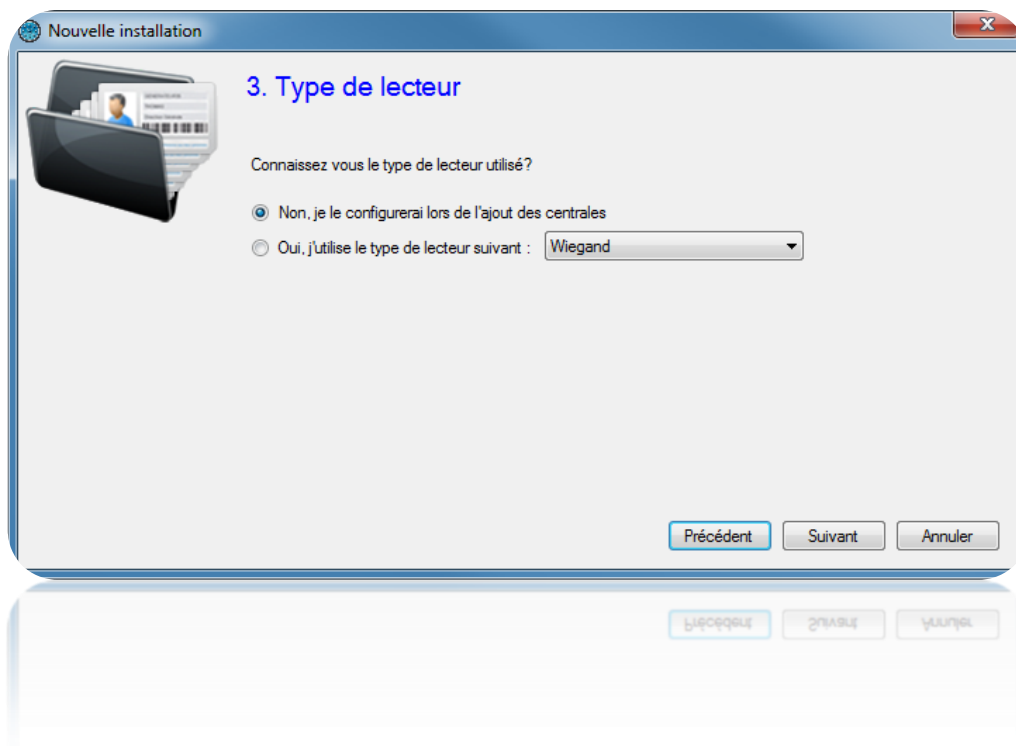 Nouvelle installation
3. Type de lecteur
Connaissez vous le type de lecteur utilisé?
Non, je le configurerai lors de l'ajout des centrales
Oui, j'utilise le type de lecteur suivant : Wiegand
Précédent Suivant Annuler